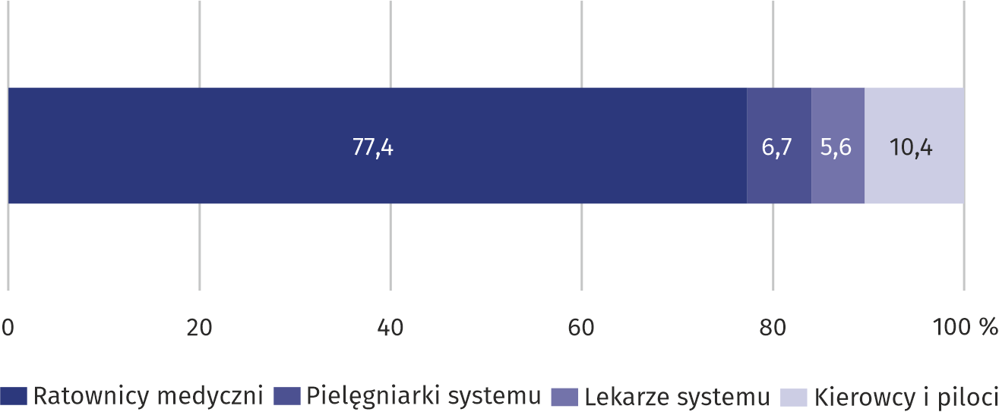 77,4 6,7 5,6 10,4
0 20 40 60 80 100 %
Ratownicy medyczni Pielęgniarki systemu Lekarze systemu Kierowcy i piloci